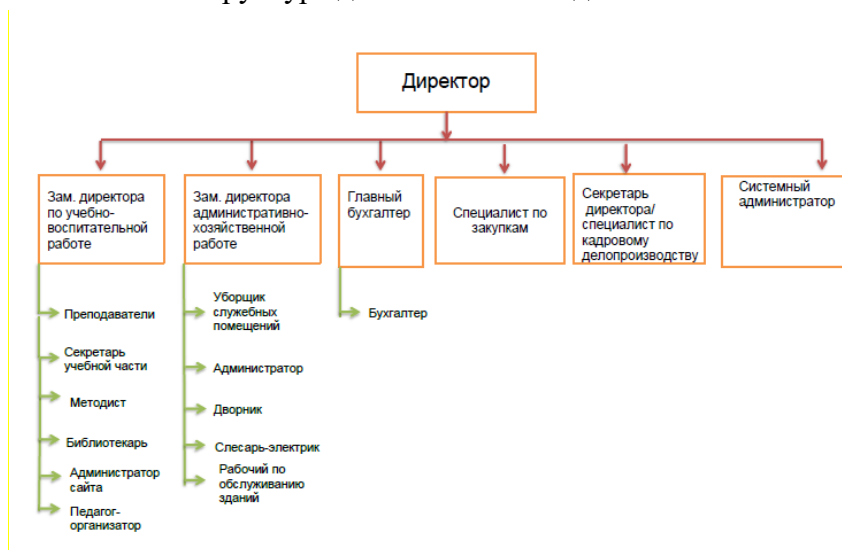 Директор
Зам. директора
по учебно-
воспитательной
работе
Зам. директора
административно-
хозяйственной
работе
Главный
бухгалтер
Специалист по
закупкам
Секретарь
директора/
специалист по
кадровому
делопроизводству
Системный
администратор
Преподаватели
Секретарь
учебной части
Методист
Библиотекарь
Администратор
сайта
Педагог-
организатор
Уборщик
служебных
помещений
Администратор
Дворник
Слесарь-электрик
Рабочий по
обслуживанию
зданий
Бухгалтер